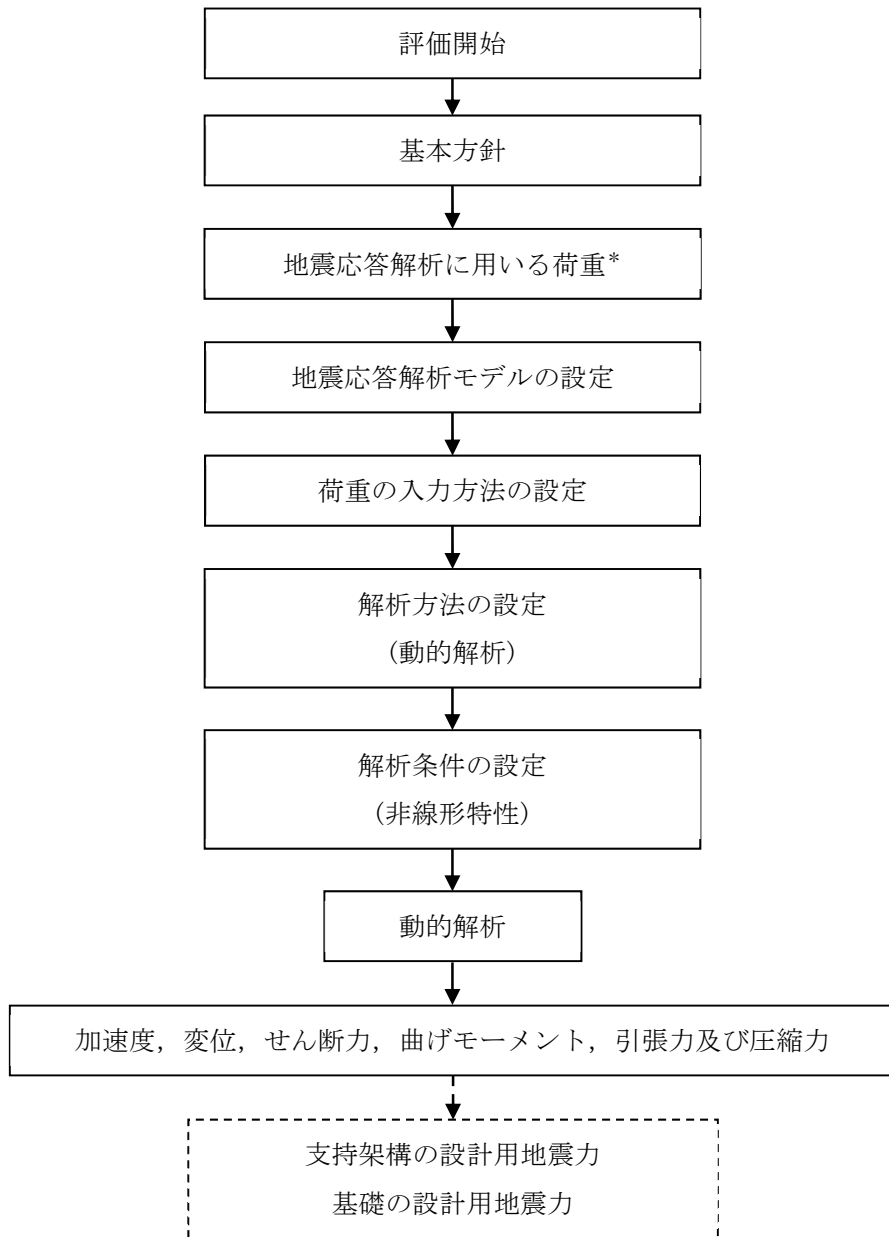 評価開始
基本方針
地震応答解析に用いる荷重*
地震応答解析モデルの設定
荷重の入力方法の設定
解析方法の設定
(動的解析)
解析条件の設定
(非線形特性)
動的解析
加速度，変位，せん断力，曲げモーメント，引張力及び圧縮力
支持架構の設計用地震力
基礎の設計用地震力